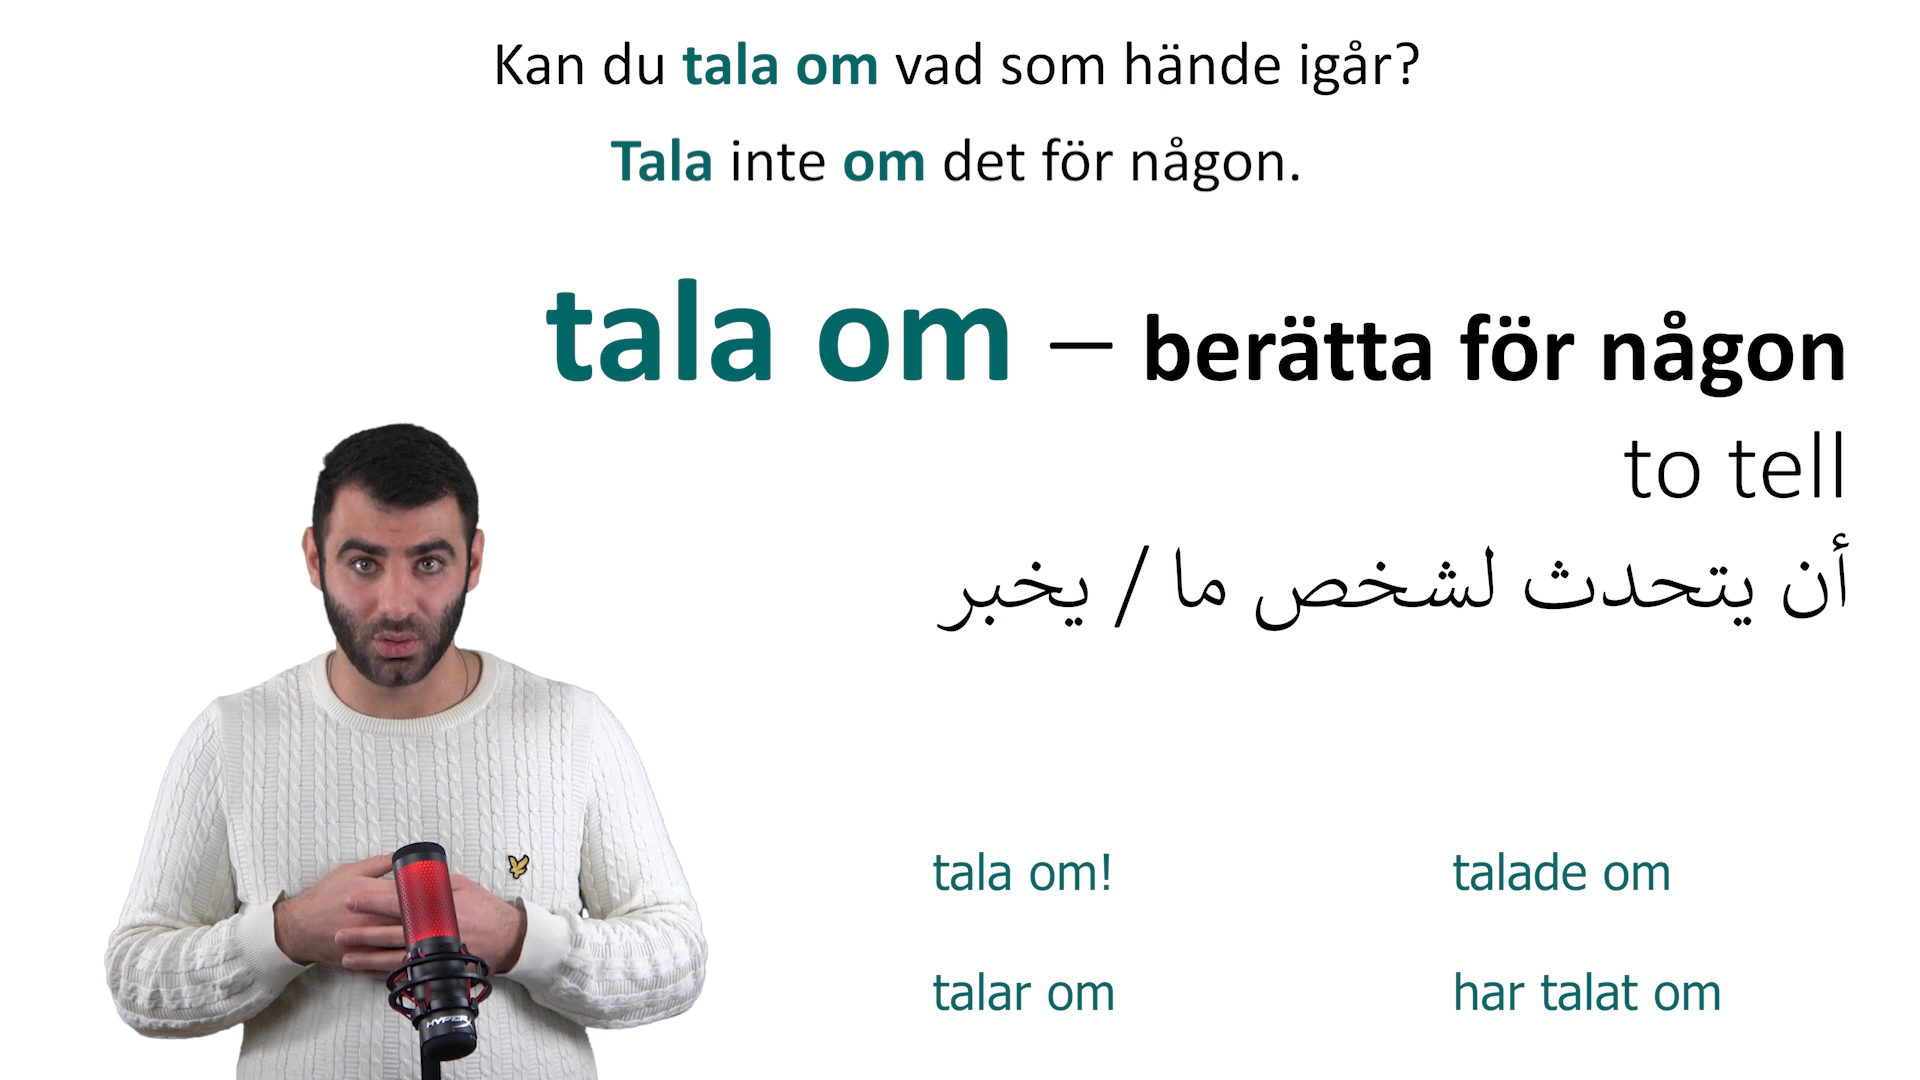 Kan du tala om vad som hände igår?
Tala inte om det för någon.
tala om – berätta för någon
to tell
أن يتحدث لشخص ما / يخبر
tala om!
talade om
talar om
har talat om
HYPERX